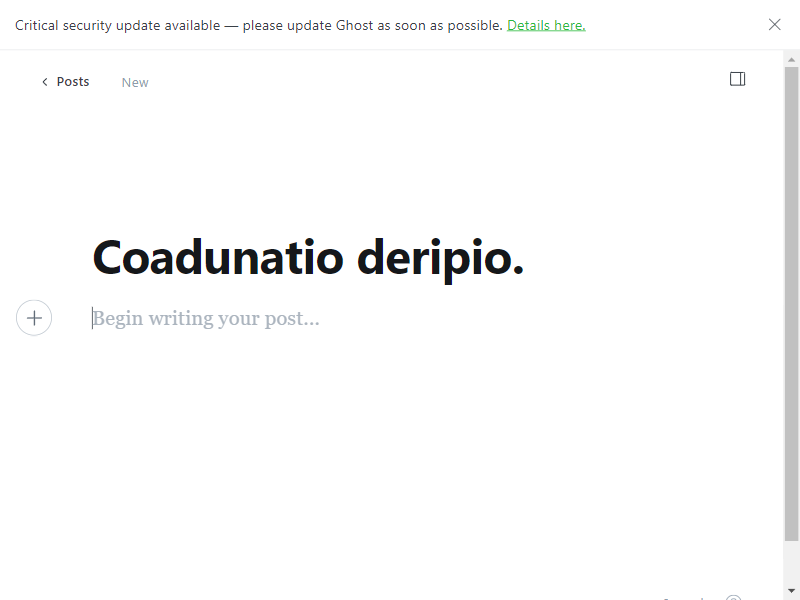 Critical security update available — please update Ghost as soon as possible. Details here.
Posts
New
Coadunatio deripio.
Begin writing your post...